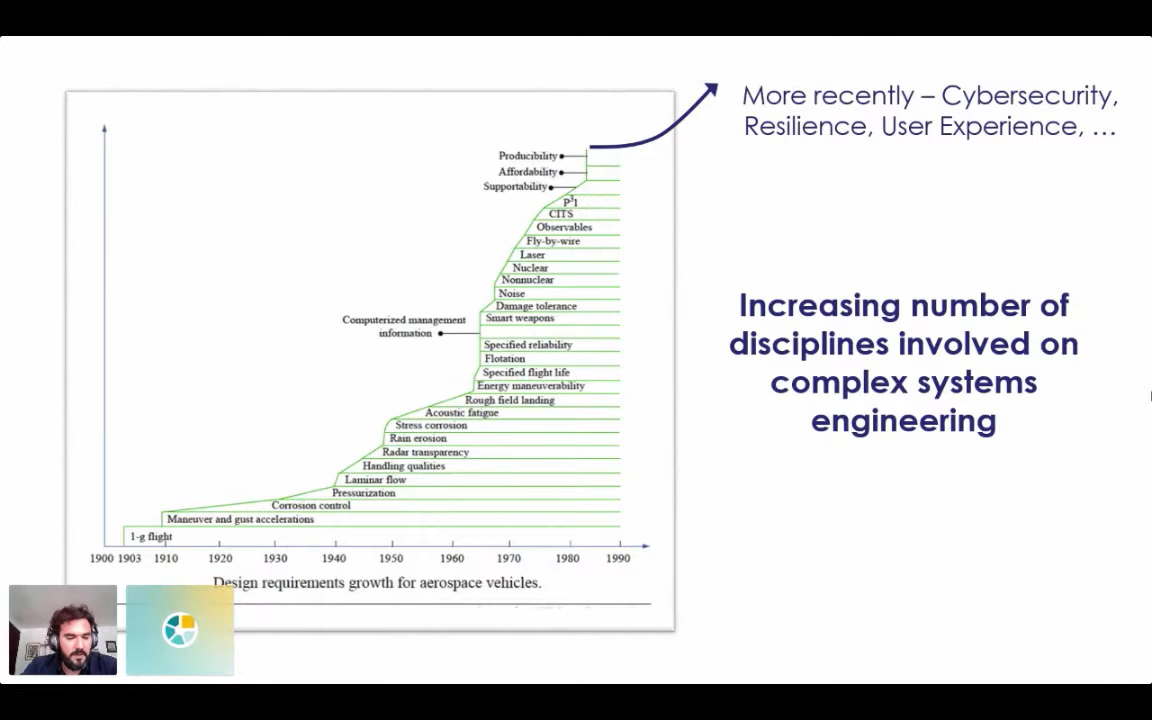 More recently – Cybersecurity,
Resilience, User Experience, …
Producibility
Affordability
Supportability
P³I
CITS
Observables
Fly-by-wire
Laser
Nuclear
Nonnuclear
Noise
Damage tolerance
Smart weapons
Computerized management
information
Specified reliability
Flotation
Specified flight life
Energy maneuverability
Rough field landing
Acoustic fatigue
Stress corrosion
Rain erosion
Radar transparency
Handling qualities
Laminar flow
Pressurization
Corrosion control
Maneuver and gust accelerations
1-g flight
1900 1903 1910 1920 1930 1940 1950 1960 1970 1980 1990
Design requirements growth for aerospace vehicles.
Increasing number of
disciplines involved on
complex systems
engineering